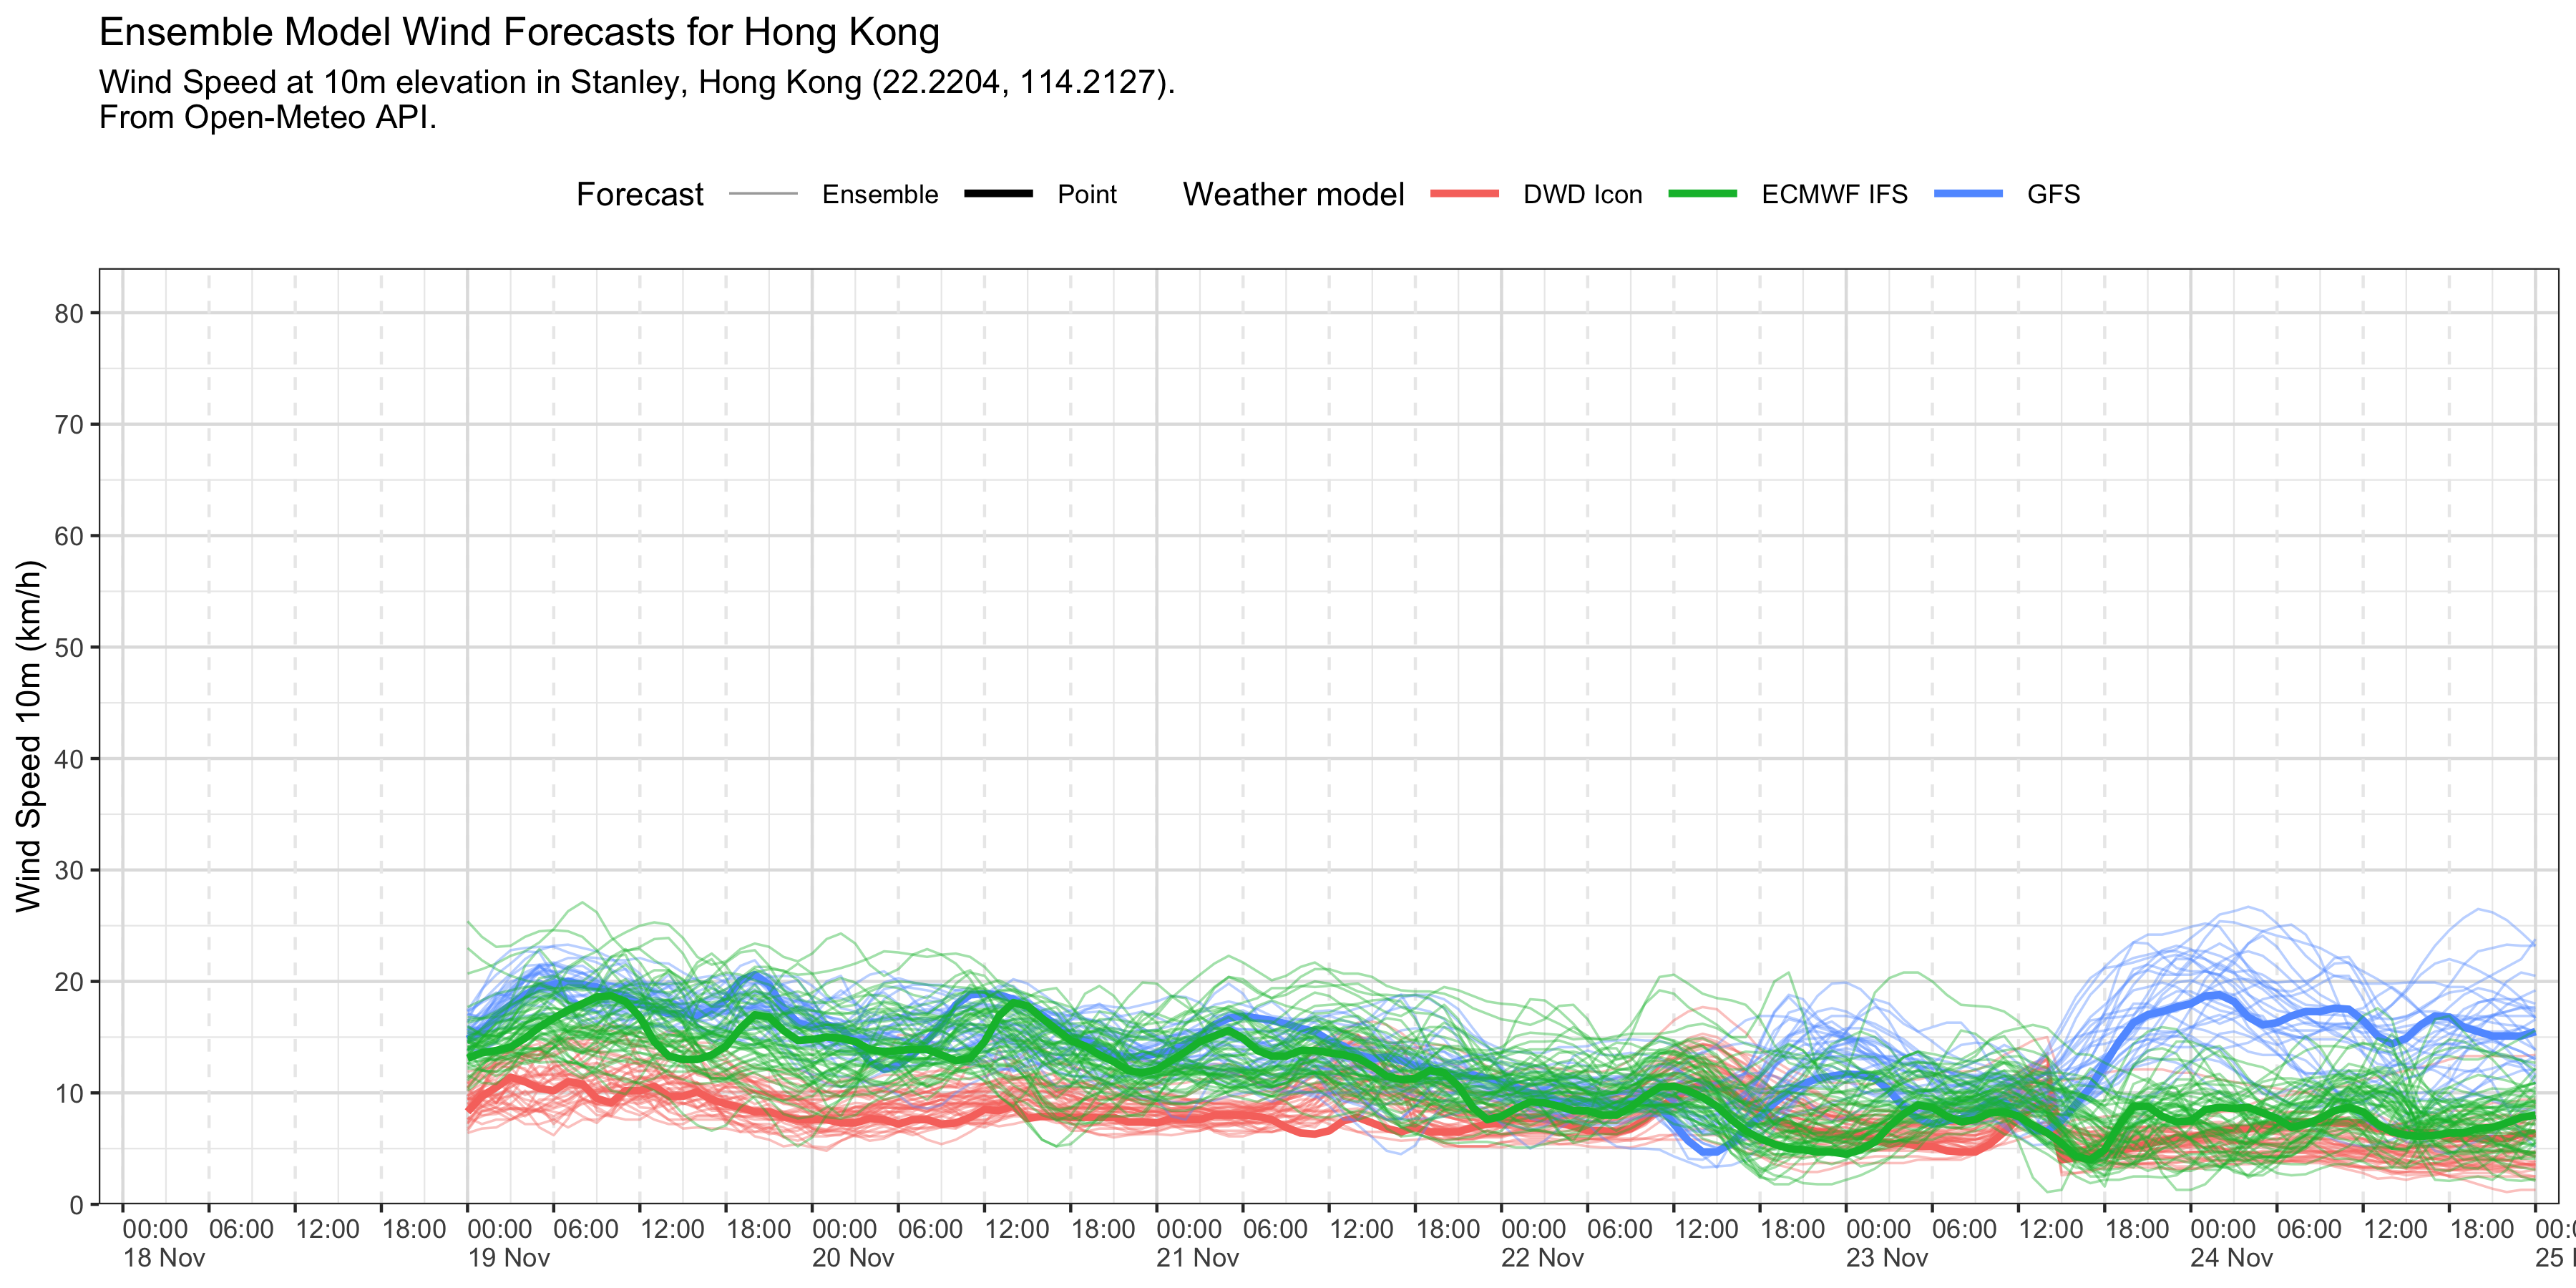 Ensemble Model Wind Forecasts for Hong Kong
Wind Speed at 10m elevation in Stanley, Hong Kong (22.2204, 114.2127).
From Open-Meteo API.
Forecast Ensemble Point Weather model DWD Icon ECMWF IFS GFS
Wind Speed 10m (km/h)
80
70
60
50
40
30
20
10
0
00:00 06:00 12:00 18:00 00:00 06:00 12:00 18:00 00:00 06:00 12:00 18:00 00:00 06:00 12:00 18:00 00:00 06:00 12:00 18:00 00:00 06:00 12:00 18:00 00:00 06:00 12:00 18:00
18 Nov 19 Nov 20 Nov 21 Nov 22 Nov 23 Nov 24 Nov 25